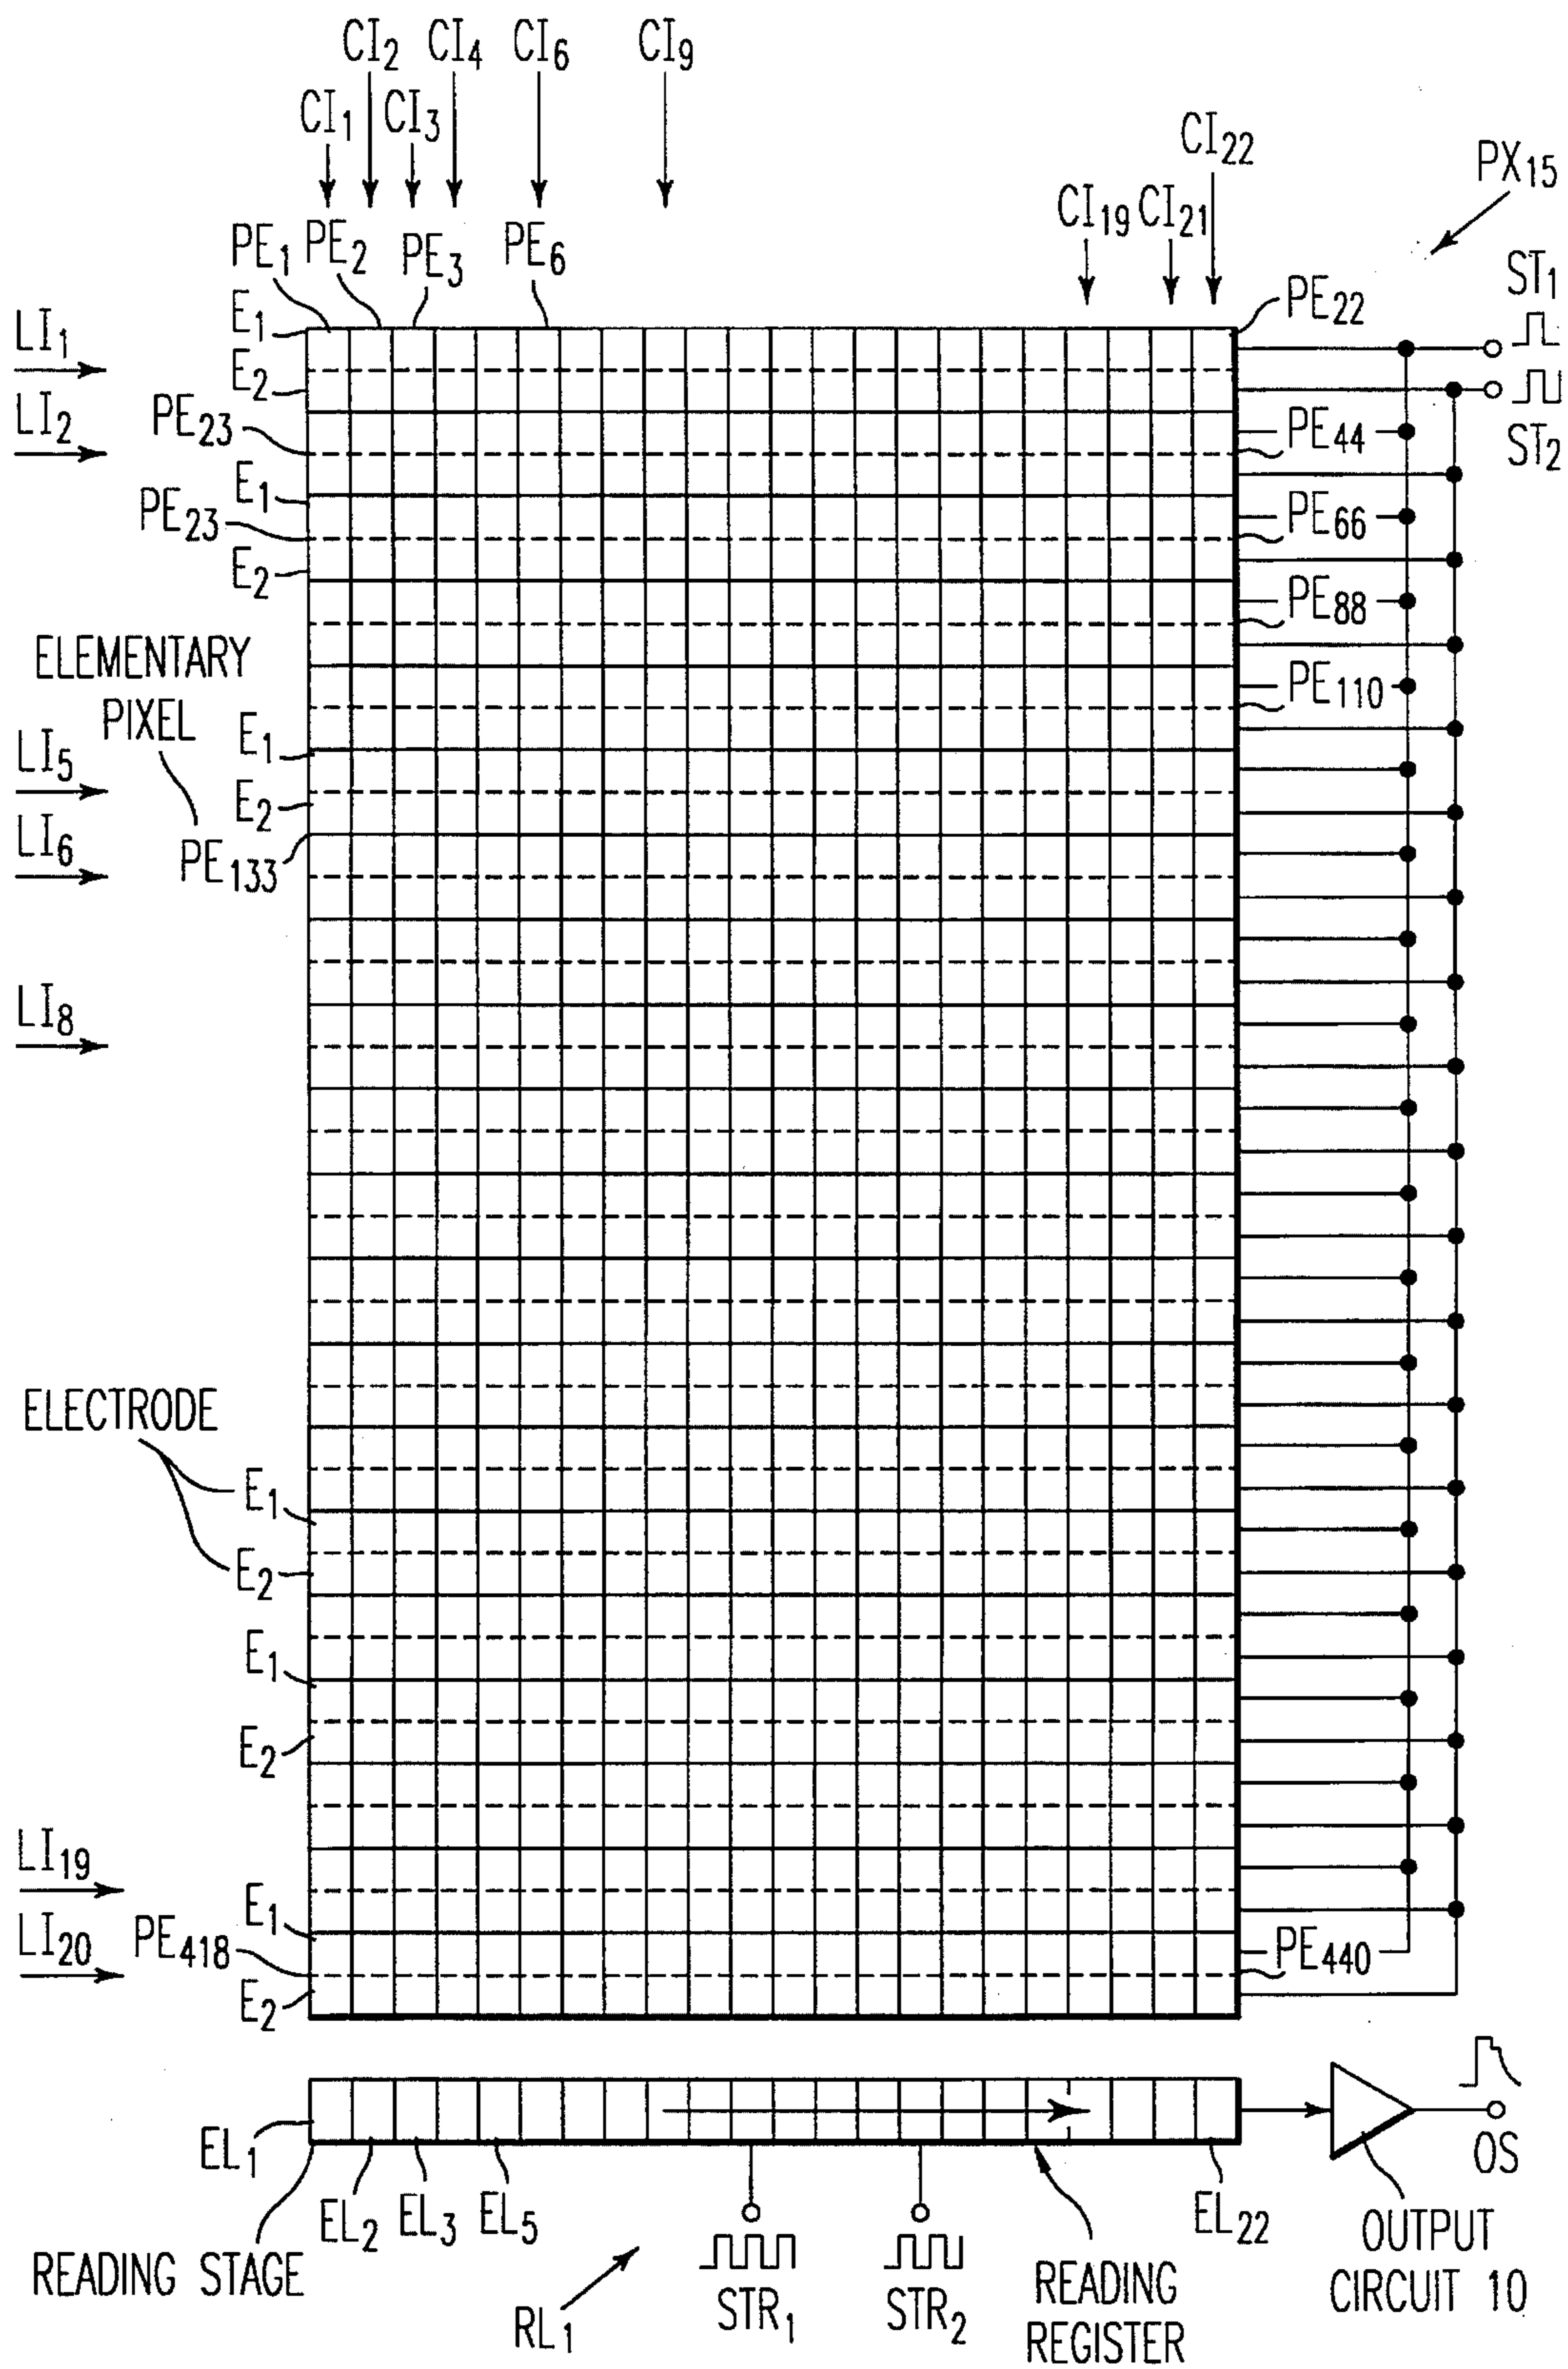 CI2 CI4 CI6 CI9
CI1 CI3
CI22
PX15
CI19 CI21
PE1 PE2 PE3 PE6
ST1
PE22
E1
LI1
E2
LI2
PE23
PE44
ST2
E1
PE23
PE66
E2
PE88
ELEMENTARY
PIXEL
PE110
E1
LI5
E2
LI6
PE133
LI8
ELECTRODE
E1
E2
E1
E2
LI19
E1
LI20 PE418
PE440
E2
EL1
OS
EL2 EL3 EL5
EL22
OUTPUT
CIRCUIT 10
READING STAGE
READING
REGISTER
RL1
STR1 STR2